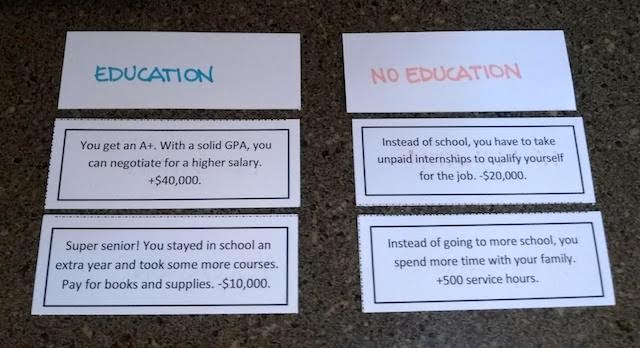 EDUCATION
You get an A+. With a solid GPA, you
can negotiate for a higher salary.
+$40,000.
Super senior! You stayed in school an
extra year and took some more courses.
Pay for books and supplies. -$10,000.
NO EDUCATION
Instead of school, you have to take
unpaid internships to qualify yourself
for the job. -$20,000.
Instead of going to more school, you
spend more time with your family.
+500 service hours.